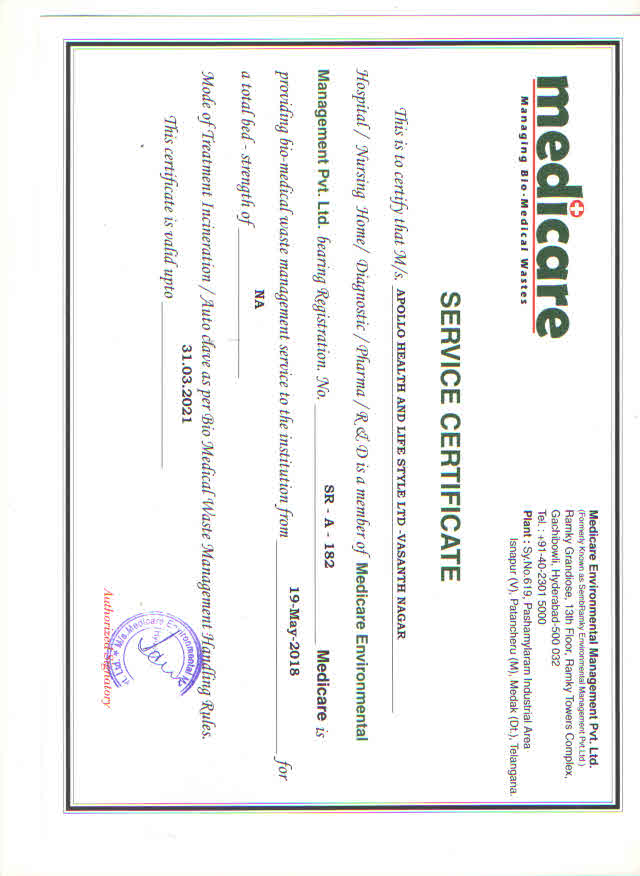 medicare
Managing Bio-Medical Wastes
Medicare Environmental Management Pvt. Ltd.
(Formerly Known as SembRamky Environmental Management Pvt Ltd)
Ramky Grandiose, 13th Floor, Ramky Towers Complex,
Gachibowli, Hyderabad-500 032
Tel. : +91-40-2301 5000
Plant : Sy.No.619, Pashamylaram Industrial Area
Isnapur (V), Patancheru (M), Medak (Dt.), Telangana.
SERVICE CERTIFICATE
This is to certify that M/s. APOLLO HEALTH AND LIFE STYLE LTD -VASANTH NAGAR
Hospital / Nursing Home/ Diagnostic / Pharma / R & D is a member of Medicare Environmental
Management Pvt. Ltd. bearing Registration. No. SR - A - 182 Medicare is
providing bio-medical waste management service to the institution from 19-May-2018 for
a total bed - strength of NA
Mode of Treatment Incineration / Auto clave as per Bio Medical Waste Management Handling Rules.
This certificate is valid upto 31.03.2021
Medicare Environmental
Authorized Signatory